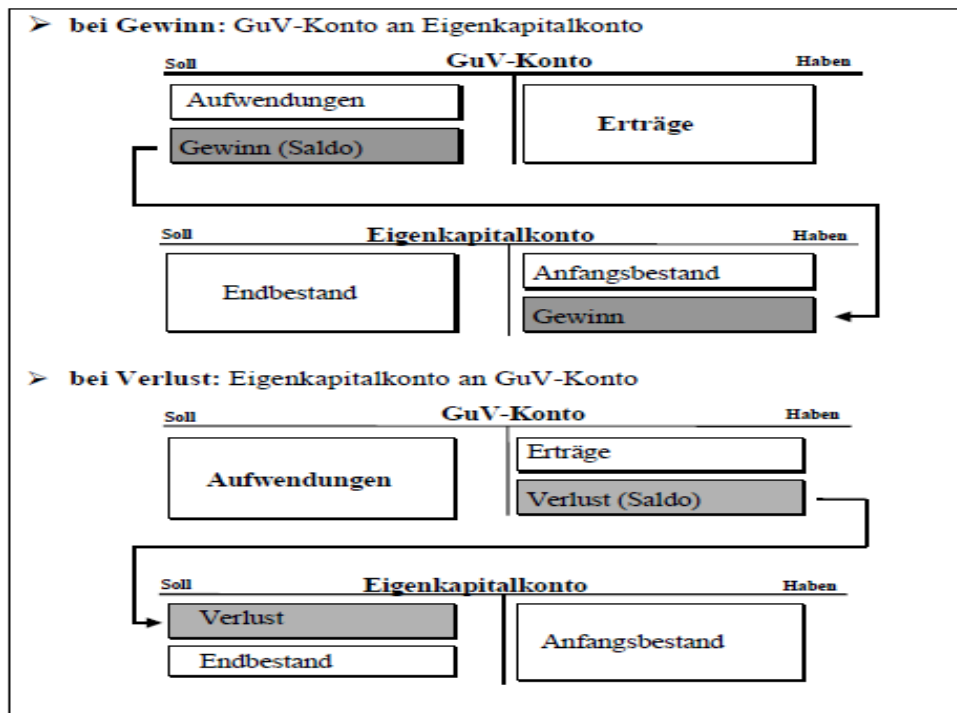 ➢ bei Gewinn: GuV-Konto an Eigenkapitalkonto
Soll GuV-Konto Haben
Aufwendungen
Erträge
Gewinn (Saldo)
Soll Eigenkapitalkonto Haben
Endbestand
Anfangsbestand
Gewinn
➢ bei Verlust: Eigenkapitalkonto an GuV-Konto
Soll GuV-Konto Haben
Aufwendungen
Erträge
Verlust (Saldo)
Soll Eigenkapitalkonto Haben
Verlust
Endbestand
Anfangsbestand